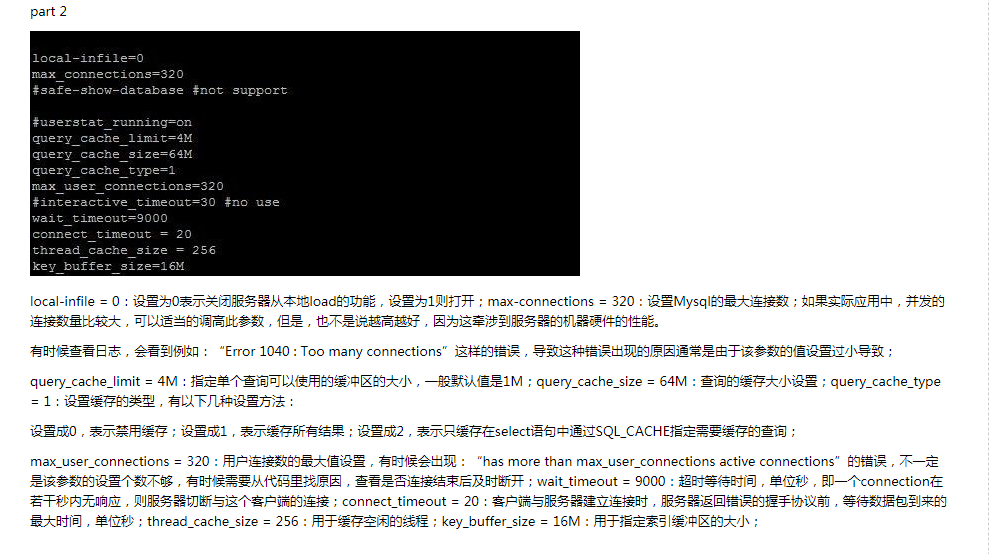 part 2
local-infile=0
max_connections=320
#safe-show-database #not support
#userstat_running=on
query_cache_limit=4M
query_cache_size=64M
query_cache_type=1
max_user_connections=320
#interactive_timeout=30 #no use
wait_timeout=9000
connect_timeout = 20
thread_cache_size = 256
key_buffer_size=16M
local-infile = 0：设置为0表示关闭服务器从本地load的功能，设置为1则打开；max-connections = 320：设置Mysql的最大连接数；如果实际应用中，并发的
连接数量比较大，可以适当的调高此参数，但是，也不是说越高越好，因为这牵涉到服务器的机器硬件的性能。
有时候查看日志，会看到例如：“Error 1040 : Too many connections”这样的错误，导致这种错误出现的原因通常是由于该参数的值设置过小导致；
query_cache_limit = 4M：指定单个查询可以使用的缓冲区的大小，一般默认值是1M；query_cache_size = 64M：查询的缓存大小设置；query_cache_type
= 1：设置缓存的类型，有以下几种设置方法：
设置成0，表示禁用缓存；设置成1，表示缓存所有结果；设置成2，表示只缓存在select语句中通过SQL_CACHE指定需要缓存的查询；
max_user_connections = 320：用户连接数的最大值设置，有时候会出现：“has more than max_user_connections active connections”的错误，不一定
是该参数的设置个数不够，有时候需要从代码里找原因，查看是否连接结束后及时断开；wait_timeout = 9000：超时等待时间，单位秒，即一个connection在
若干秒内无响应，则服务器切断与这个客户端的连接；connect_timeout = 20：客户端与服务器建立连接时，服务器返回错误的握手协议前，等待数据包到来的
最大时间，单位秒；thread_cache_size = 256：用于缓存空闲的线程；key_buffer_size = 16M：用于指定索引缓冲区的大小；